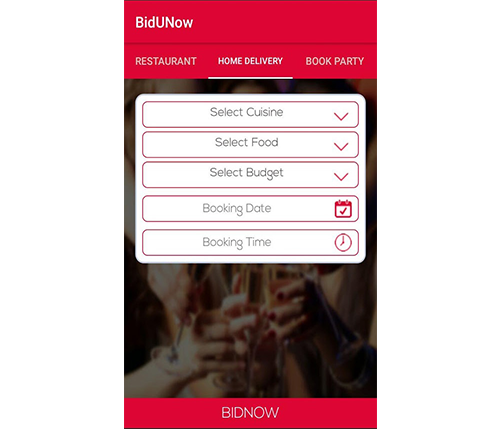 BidUNow
RESTAURANT HOME DELIVERY BOOK PARTY
Select Cuisine
Select Food
Select Budget
Booking Date
Booking Time
BIDNOW